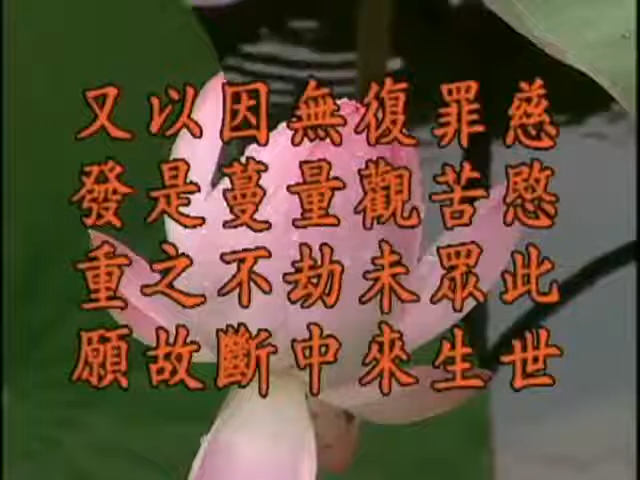 慈愍此世
罪苦眾生
復觀未來
無量劫中
因蔓不斷
以是之故
又發重願